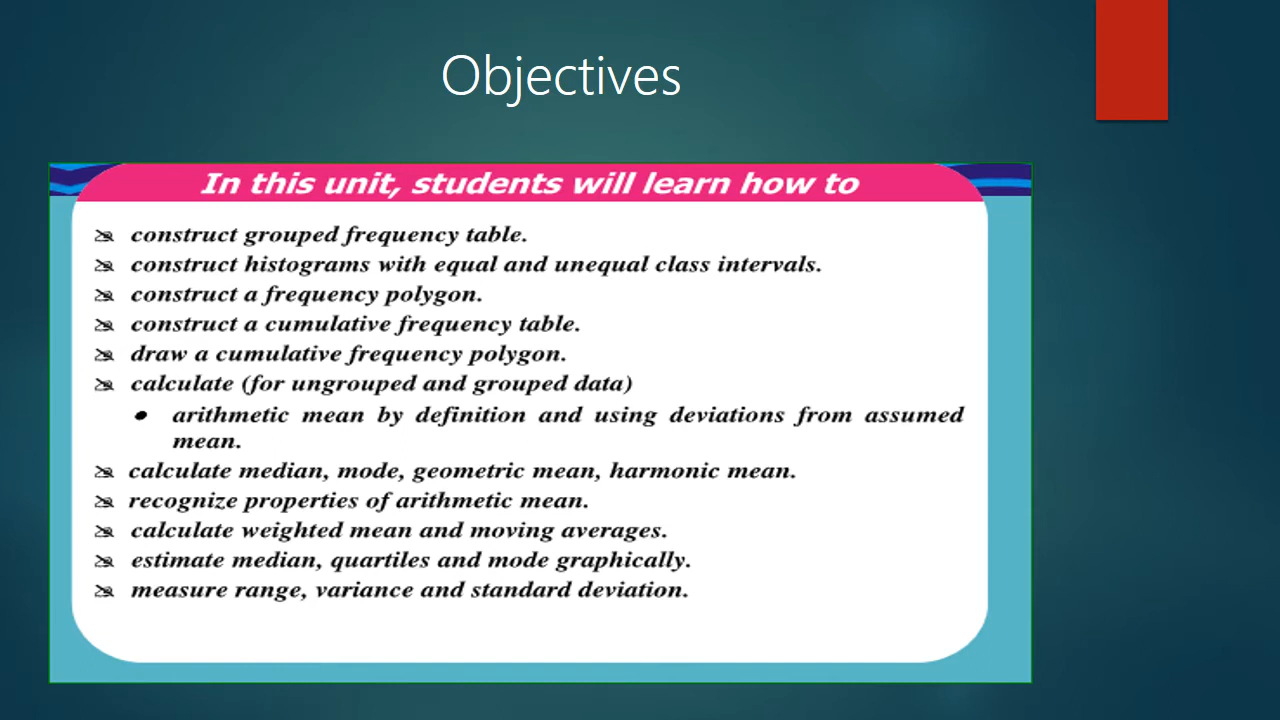 Objectives
In this unit, students will learn how to
construct grouped frequency table.
construct histograms with equal and unequal class intervals.
construct a frequency polygon.
construct a cumulative frequency table.
draw a cumulative frequency polygon.
calculate (for ungrouped and grouped data)
• arithmetic mean by definition and using deviations from assumed
mean.
calculate median, mode, geometric mean, harmonic mean.
recognize properties of arithmetic mean.
calculate weighted mean and moving averages.
estimate median, quartiles and mode graphically.
measure range, variance and standard deviation.